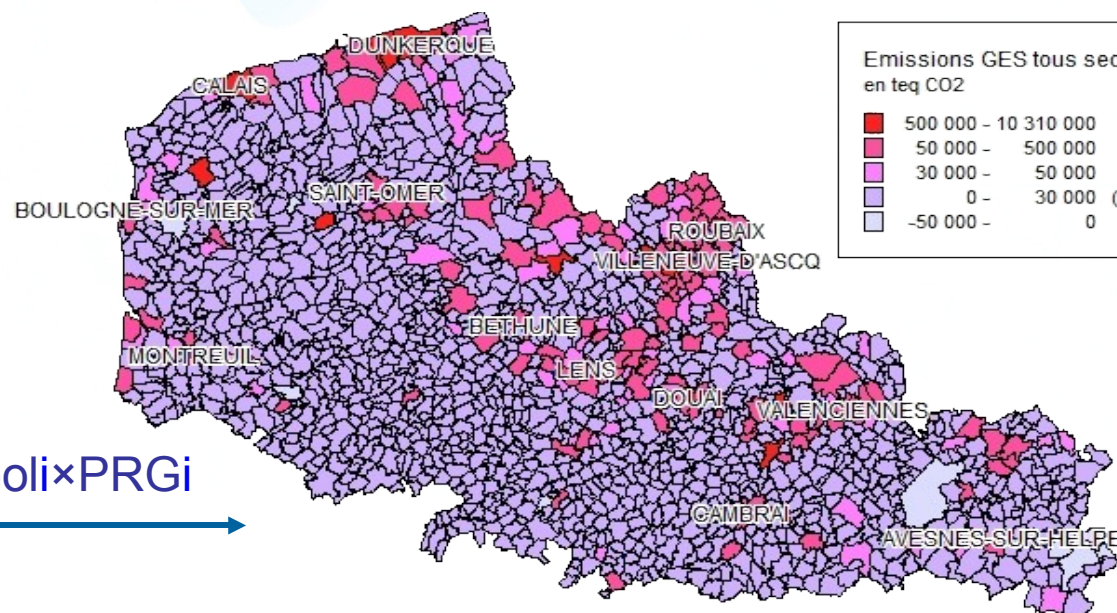 DUNKERQUE
CALAIS
Emissions GES tous sec
en teq CO2
500 000 - 10 310 000
50 000 - 500 000
30 000 - 50 000
0 - 30 000 (
-50 000 - 0
SAINT-OMER
BOULOGNE-SUR-MER
ROUBAIX
VILLENEUVE-D'ASCQ
BETHUNE
MONTREUIL
LENS
DOUAI
VALENCIENNES
oli×PRGi
CAMBRAI
AVESNES-SUR-HELPE